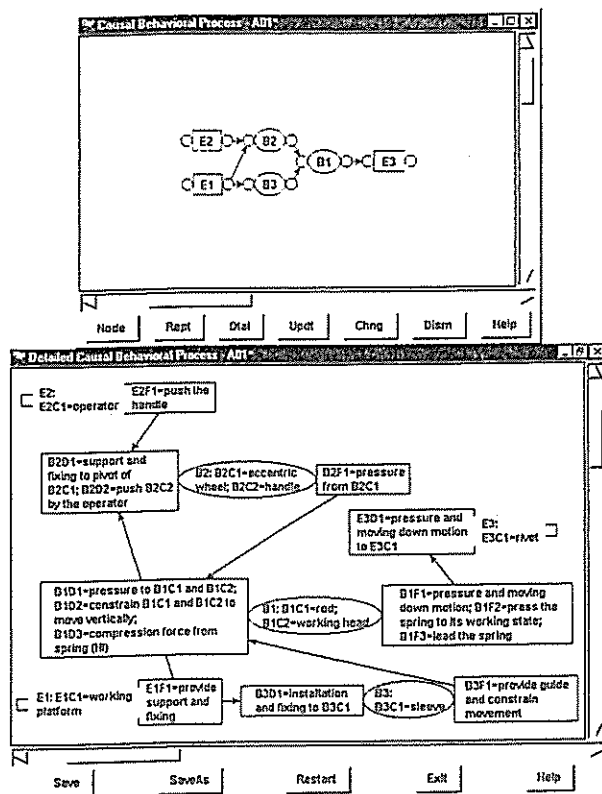 Causal Behavioral Process - A01*
E2
B2
B1
E3
E1
B3
Node
Rept
Dtal
Updt
Chng
Dism
Help
Detailed Causal Behavioral Process - A01*
E2:
E2C1=operator
E2F1=push the
handle
B2D1=support and
fixing to pivot of
B2C1; B2D2=push B2C2
by the operator
B2: B2C1=eccentric
wheel; B2C2=handle
B2F1=pressure
from B2C1
E3D1=pressure and
moving down motion
to E3C1
E3:
E3C1=rivet
B1D1=pressure to B1C1 and B1C2;
B1D2=constrain B1C1 and B1C2 to
move vertically;
B1D3=compression force from
spring (Hl)
B1: B1C1=rod;
B1C2=working head
B1F1=pressure and moving
down motion; B1F2=press the
spring to its working state;
B1F3=lead the spring
E1: E1C1=working
platform
E1F1=provide
support and
fixing
B3D1=installation
and fixing to B3C1
B3:
B3C1=sleeve
B3F1=provide guide
and constrain
movement
Save
SaveAs
Restart
Exit
Help